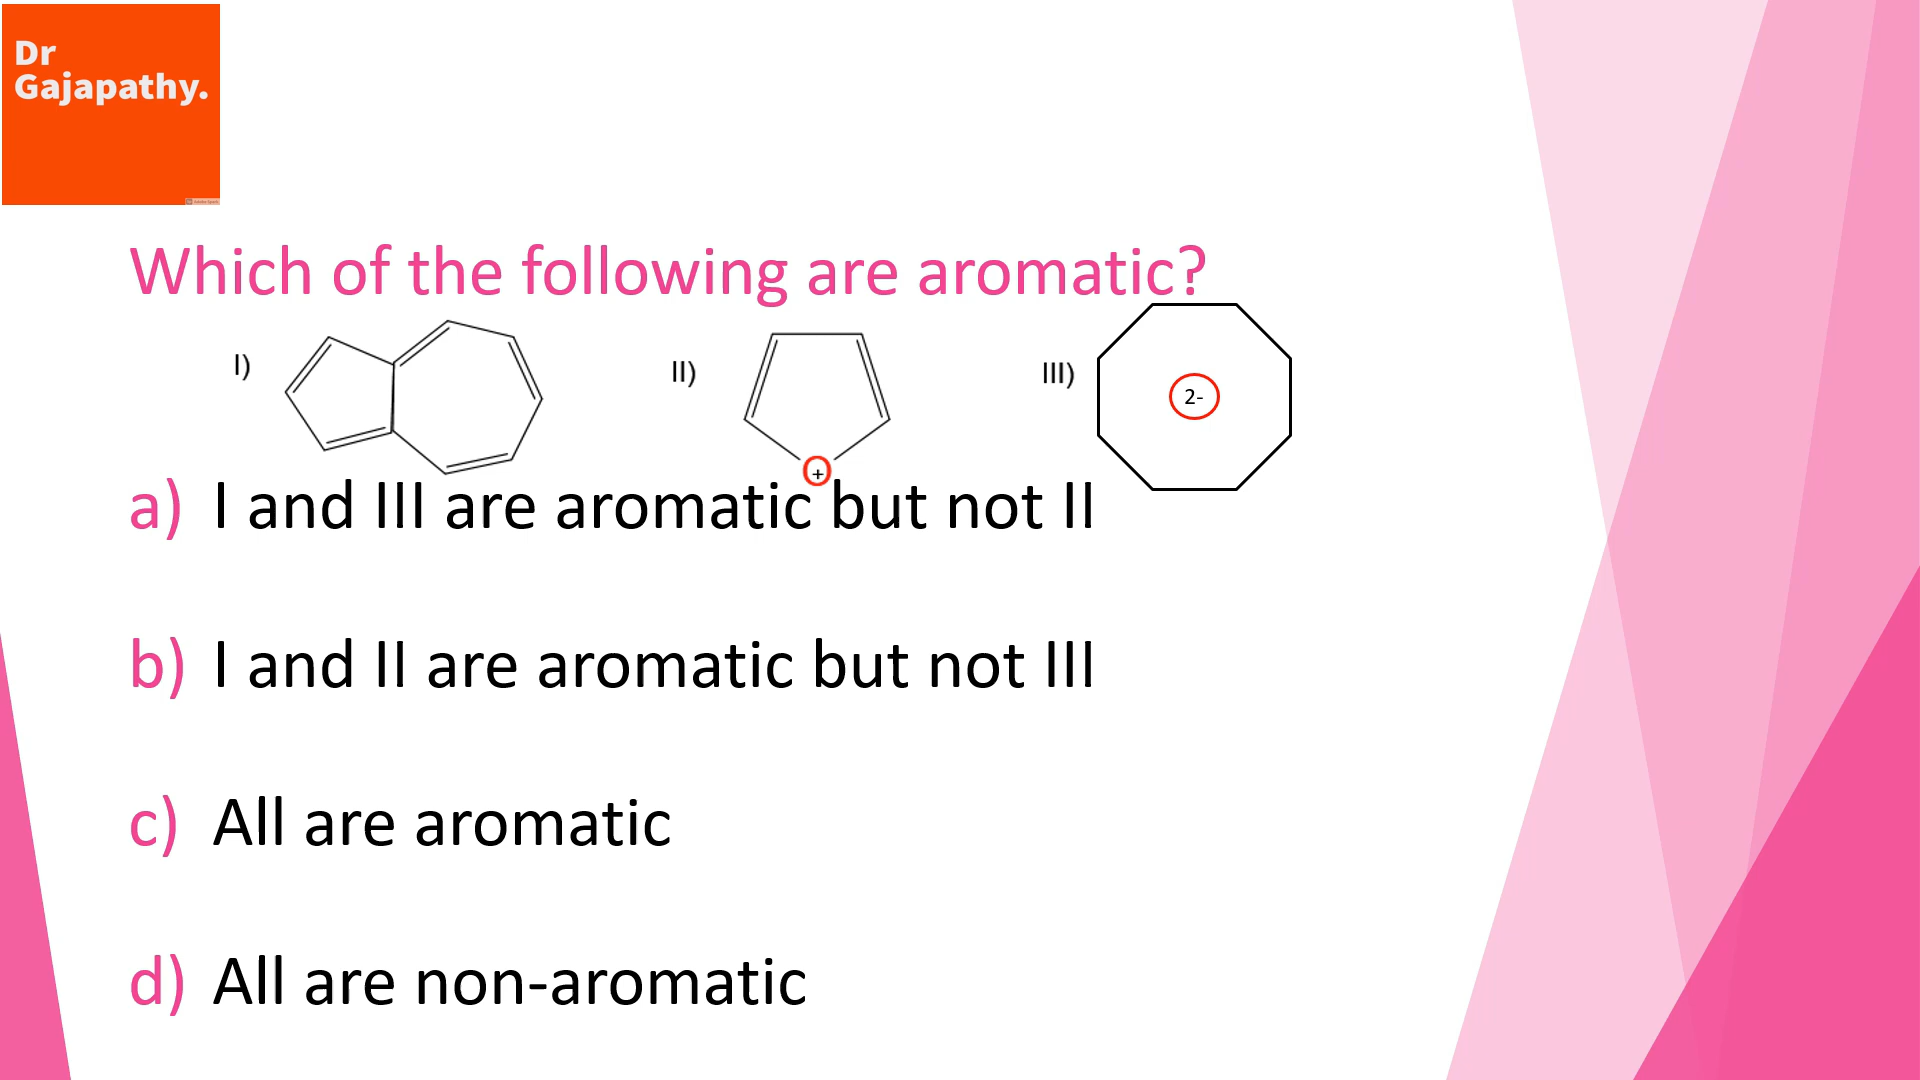 Dr
Gajapathy.
Which of the following are aromatic?
I)
II)
III)
2-
+
a) I and III are aromatic but not II
b) I and II are aromatic but not III
c) All are aromatic
d) All are non-aromatic